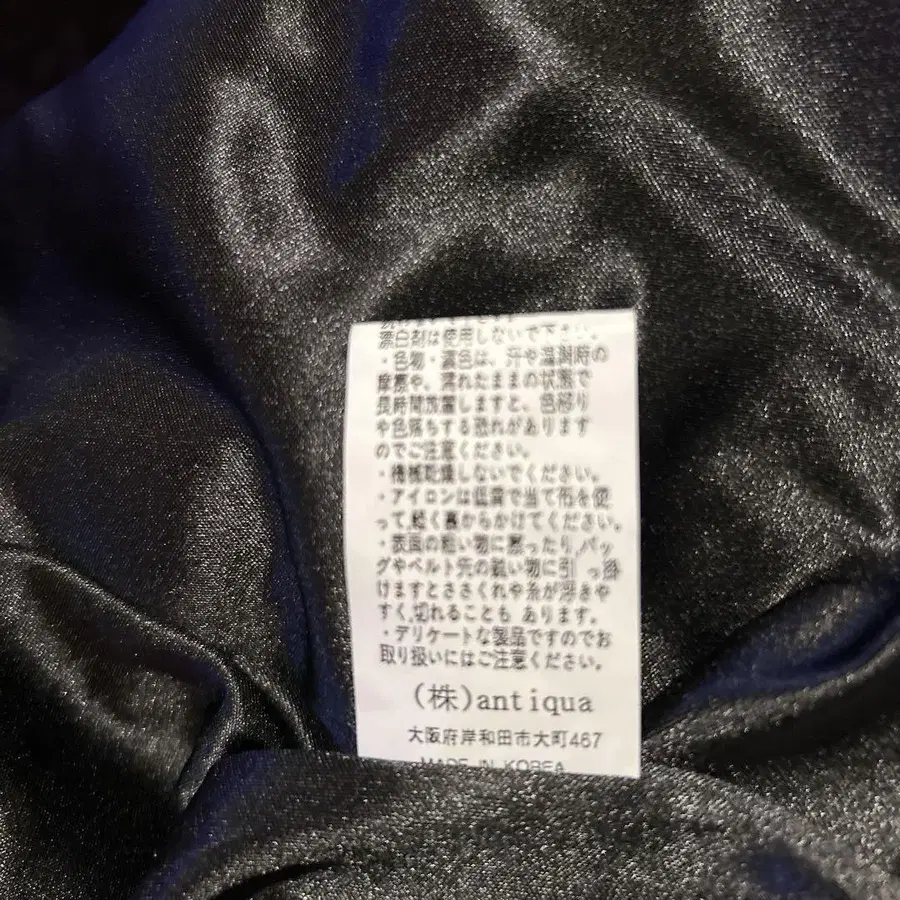 漂白剤は使用しないで下さい。
・色物・濃色は、汗や温潤時の
摩擦や、濡れたままの状態で
長時間放置しますと、色移り
や色落ちする恐れがあります
のでご注意ください。
・機械乾燥しないでください。
・アイロンは低質で当て布を使
って、軽く裏からかけてください。
・表面の粗い物に擦ったり、バッ
グやベルト先の鋭い物に引っ掛
けますとささくれや糸が浮きや
すく、切れることも あります。
・デリケートな製品ですのでお
取り扱いにはご注意ください。
(株)antiqua
大阪府岸和田市大町467
MADE IN KOREA